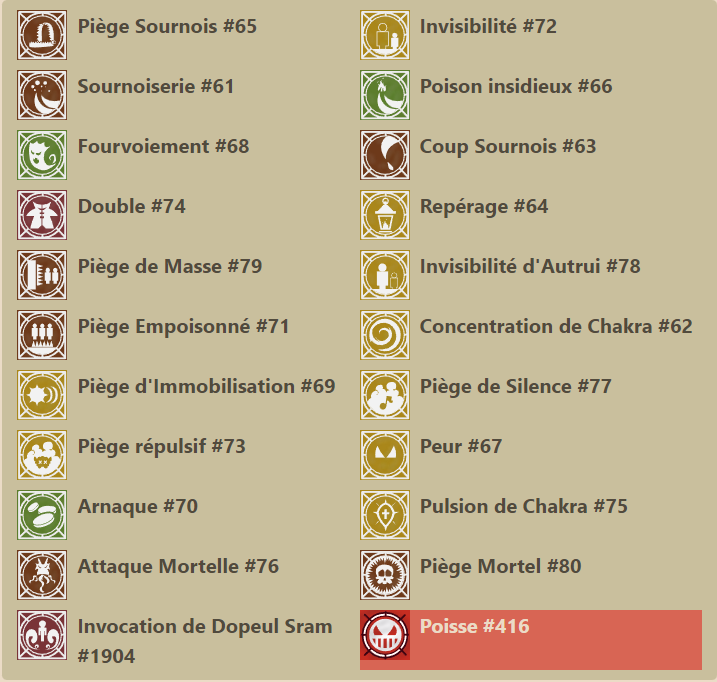 Piège Sournois #65
Invisibilité #72
Sournoiserie #61
Poison insidieux #66
Fourvoiement #68
Coup Sournois #63
Double #74
Repérage #64
Piège de Masse #79
Invisibilité d'Autrui #78
Piège Empoisonné #71
Concentration de Chakra #62
Piège d'Immobilisation #69
Piège de Silence #77
Piège répulsif #73
Peur #67
Arnaque #70
Pulsion de Chakra #75
Attaque Mortelle #76
Piège Mortel #80
Invocation de Dopeul Sram
#1904
Poisse #416